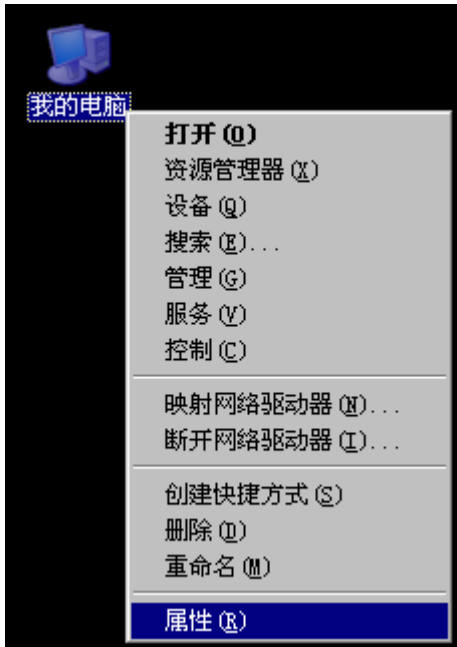 我的电脑
打开(O)
资源管理器(X)
设备(Q)
搜索(E)...
管理(G)
服务(V)
控制(C)
映射网络驱动器(N)...
断开网络驱动器(I)...
创建快捷方式(S)
删除(D)
重命名(M)
属性(R)